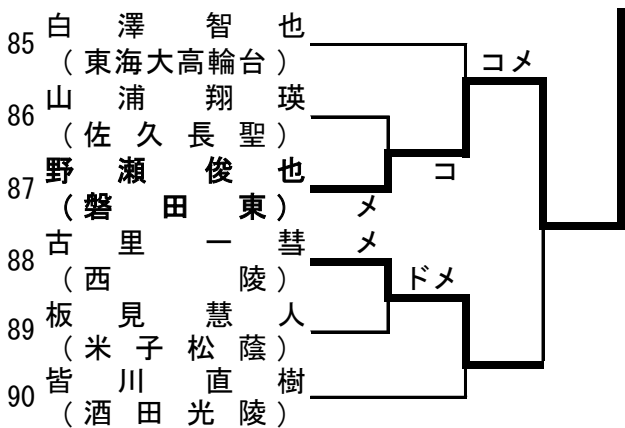 85 白澤智也
(東海大高輪台)
コメ
86 山浦翔瑛
(佐久長聖)
コ
87 野瀬俊也
(磐田東)
メ
88 古里一彗
メ
(西陵)
ドメ
89 板見慧人
(米子松蔭)
90 皆川直樹
(酒田光陵)